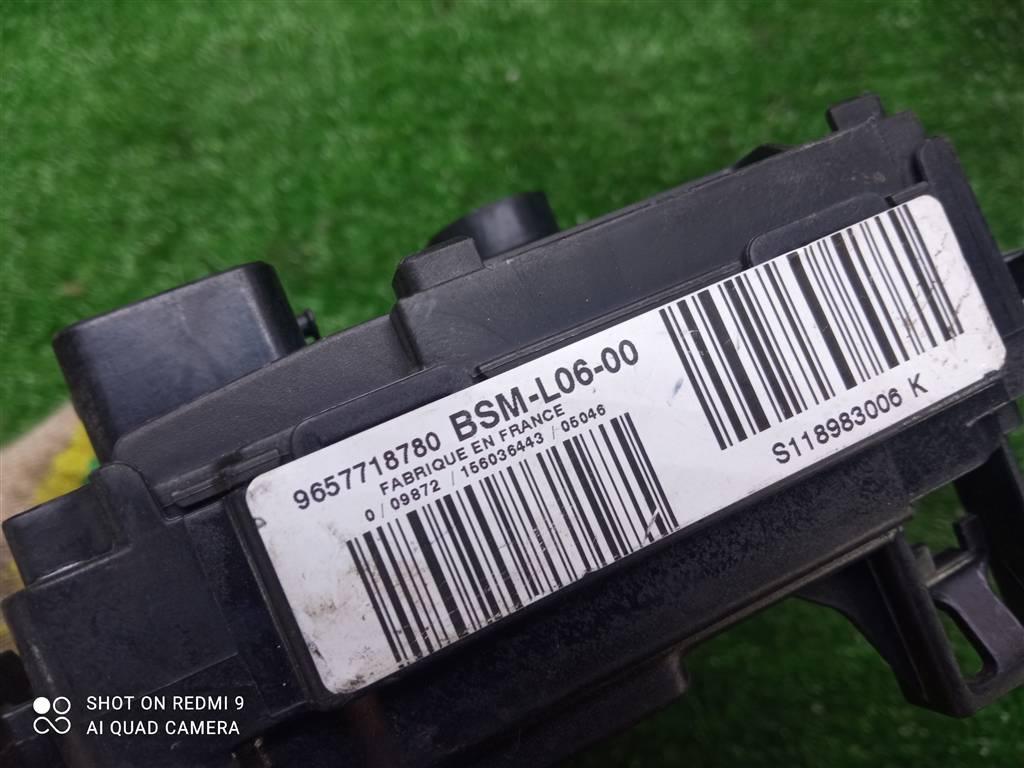 9657718780 BSM-L06-00
FABRIQUE EN FRANCE
0/09872 / 156036443 / 05046
S118983006 K
SHOT ON REDMI 9
AI QUAD CAMERA